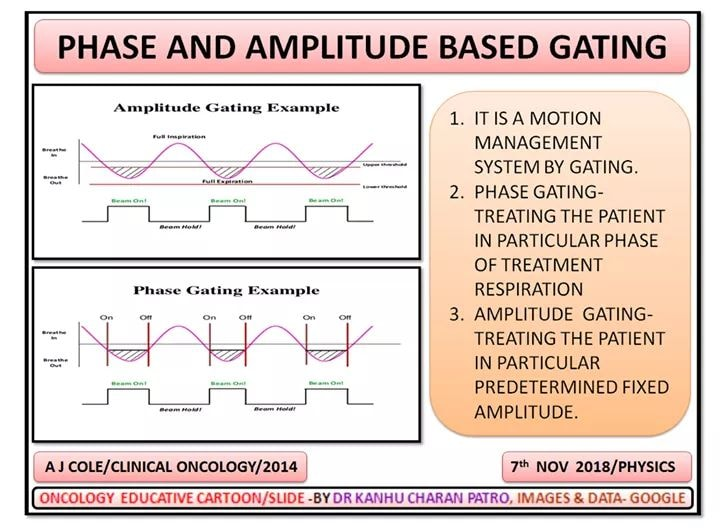 PHASE AND AMPLITUDE BASED GATING
Amplitude Gating Example
Full Inspiration
Breathe In
Upper threshold
Breathe Out
Full Expiration
Lower threshold
Beam On! Beam On! Beam On!
Beam Hold! Beam Hold!
Phase Gating Example
On Off On Off On Off
Breathe In
Breathe Out
Beam On! Beam On! Beam On!
Beam Hold! Beam Hold!
1. IT IS A MOTION
MANAGEMENT
SYSTEM BY GATING.
2. PHASE GATING-
TREATING THE PATIENT
IN PARTICULAR PHASE
OF TREATMENT
RESPIRATION
3. AMPLITUDE GATING-
TREATING THE PATIENT
IN PARTICULAR
PREDETERMINED FIXED
AMPLITUDE.
A J COLE/CLINICAL ONCOLOGY/2014
7th NOV 2018/PHYSICS
ONCOLOGY EDUCATIVE CARTOON/SLIDE -BY DR KANHU CHARAN PATRO, IMAGES & DATA- GOOGLE